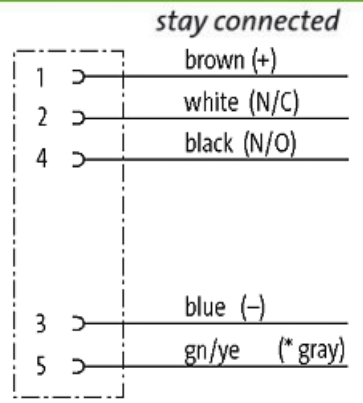 stay connected
1 brown (+)
2 white (N/C)
4 black (N/O)
3 blue (–)
5 gn/ye (* gray)